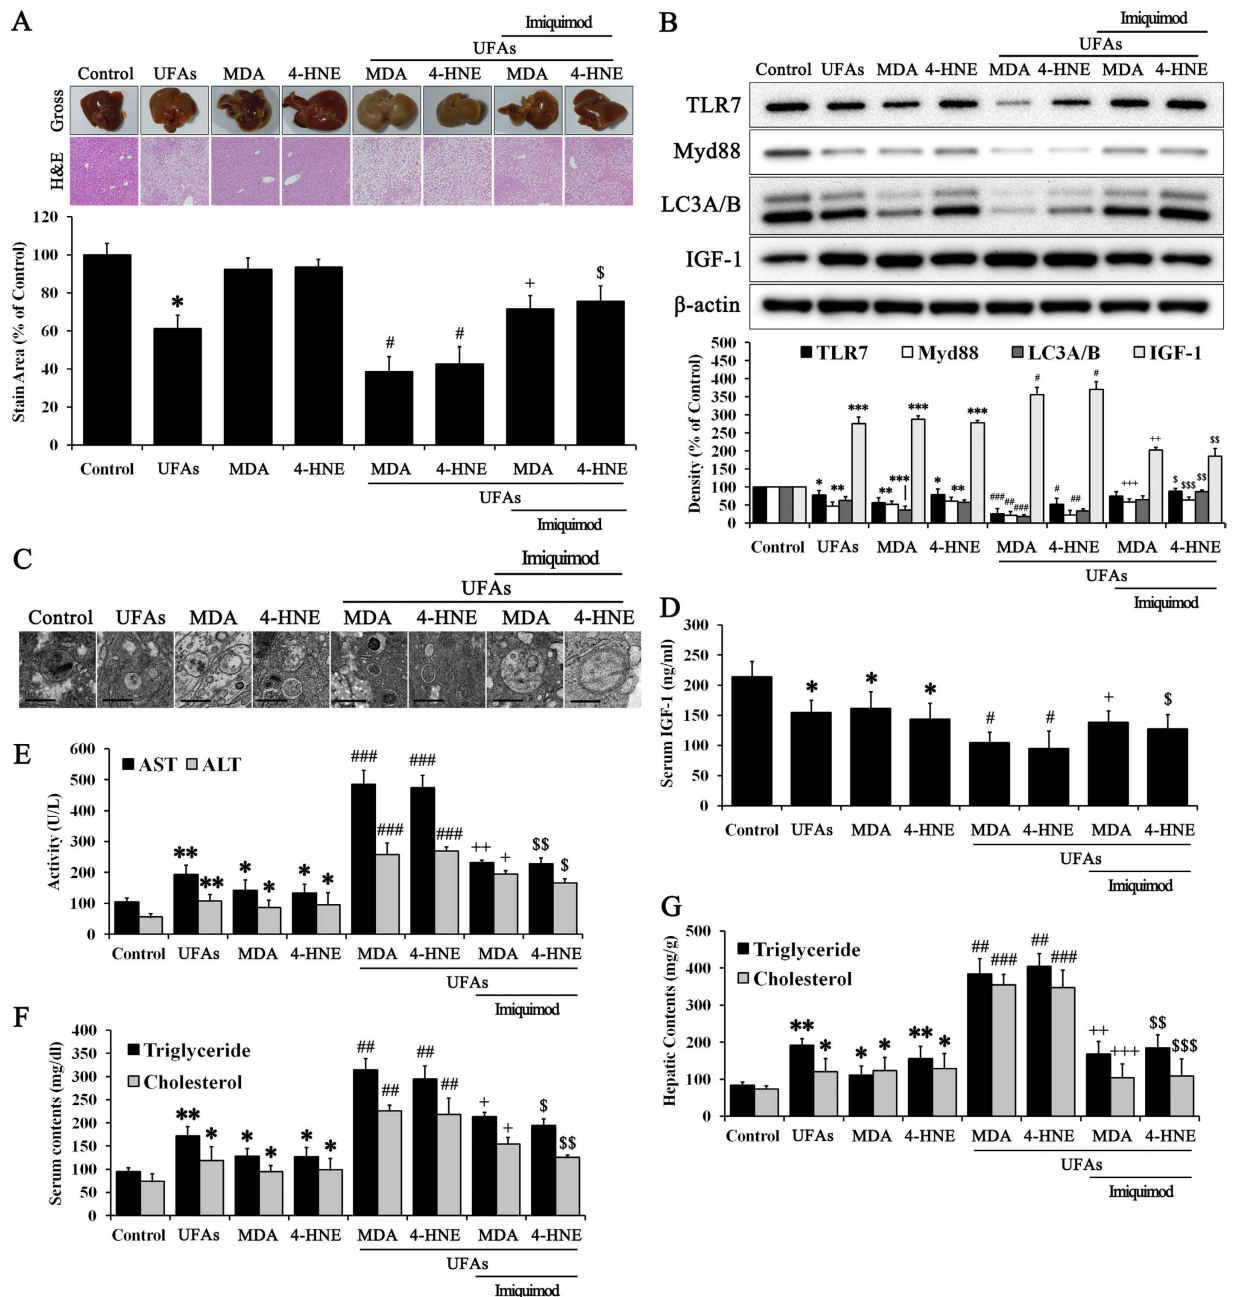 A
Imiquimod
UFAs
Control UFAs MDA 4-HNE MDA 4-HNE MDA 4-HNE
Gross
H&E
Stain Area (% of Control)
120
100
80
60
40
20
0
*
#
#
+
$
Control UFAs MDA 4-HNE MDA 4-HNE MDA 4-HNE
UFAs
Imiquimod
B
Imiquimod
UFAs
Control UFAs MDA 4-HNE MDA 4-HNE MDA 4-HNE
TLR7
Myd88
LC3A/B
IGF-1
β-actin
TLR7 Myd88 LC3A/B IGF-1
Density (% of Control)
500
450
400
350
300
250
200
150
100
50
0
* ** ***
** *** ***
* ** ***
### ## ### #
# ## #
+++ ++
$ $$$ $$ $$
Control UFAs MDA 4-HNE MDA 4-HNE MDA 4-HNE
UFAs
Imiquimod
C
Imiquimod
UFAs
Control UFAs MDA 4-HNE MDA 4-HNE MDA 4-HNE
D
Serum IGF-1 (ng/ml)
300
250
200
150
100
50
0
* * * # # + $
Control UFAs MDA 4-HNE MDA 4-HNE MDA 4-HNE
UFAs
Imiquimod
E
AST ALT
Activity (U/L)
600
500
400
300
200
100
0
** ** * * * * ### ### ### ### ++ + $$ $
Control UFAs MDA 4-HNE MDA 4-HNE MDA 4-HNE
UFAs
Imiquimod
F
Triglyceride
Cholesterol
Serum contents (mg/dl)
400
350
300
250
200
150
100
50
0
** * * * * * ## ## ## ## + + $ $$
Control UFAs MDA 4-HNE MDA 4-HNE MDA 4-HNE
UFAs
Imiquimod
G
Triglyceride
Cholesterol
Hepatic Contents (mg/g)
500
400
300
200
100
0
** * * * ** * ## ### ## ### ++ +++ $$ $$$
Control UFAs MDA 4-HNE MDA 4-HNE MDA 4-HNE
UFAs
Imiquimod